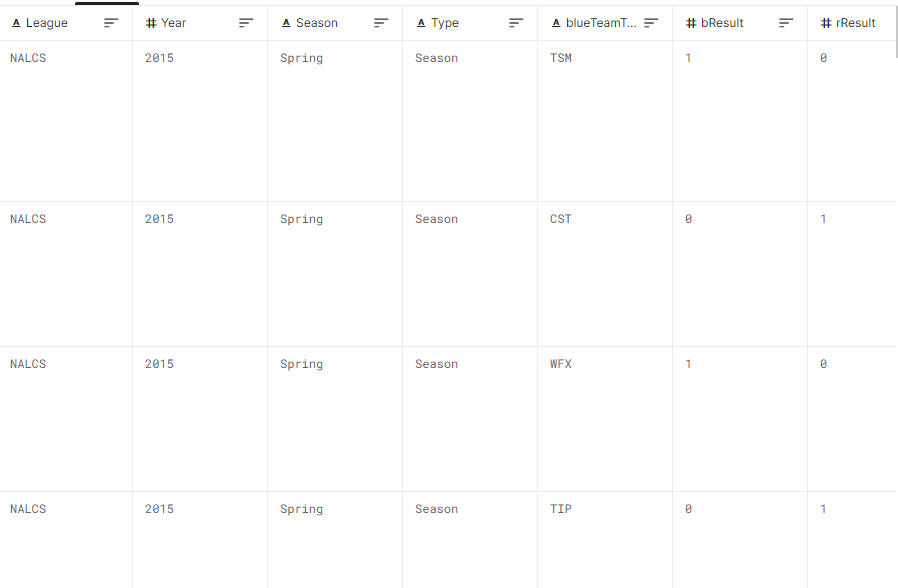 League Year Season Type blueTeamT... bResult rResult
NALCS 2015 Spring Season TSM 1 0
NALCS 2015 Spring Season CST 0 1
NALCS 2015 Spring Season WFX 1 0
NALCS 2015 Spring Season TIP 0 1